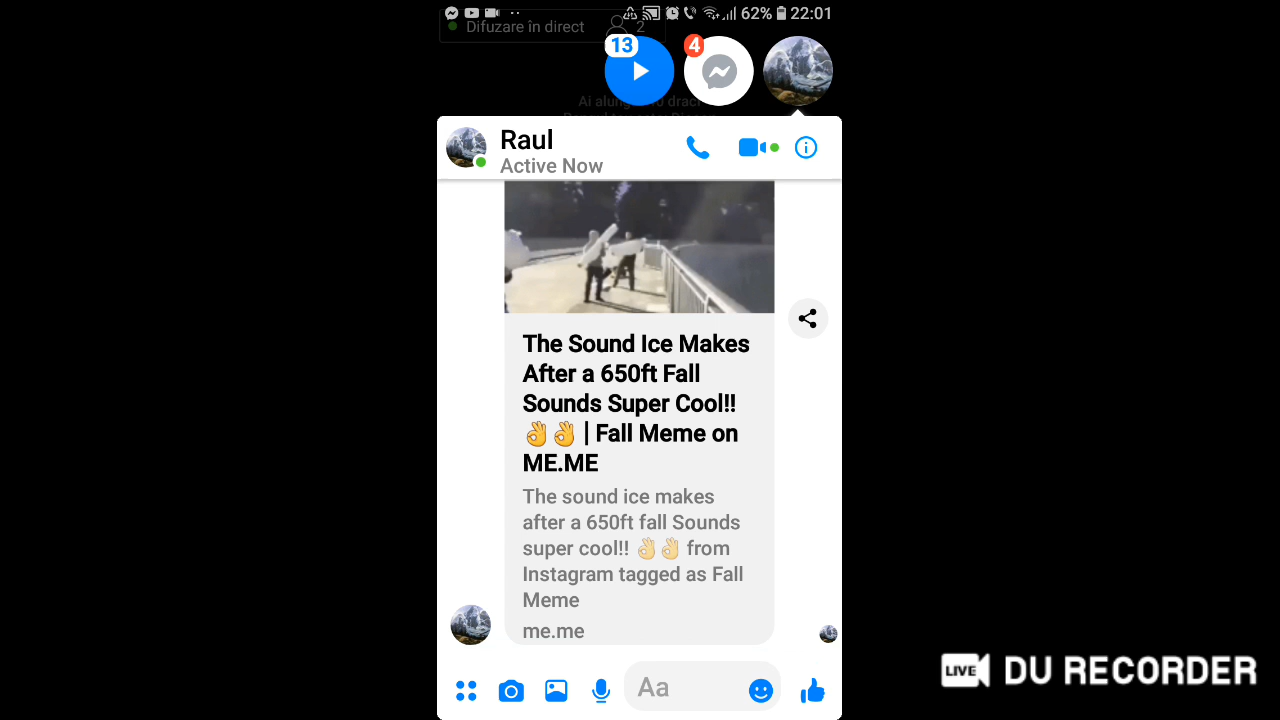 62% 22:01
Difuzare în direct 2
13
4
Raul
Active Now
The Sound Ice Makes
After a 650ft Fall
Sounds Super Cool!!
👌👌 | Fall Meme on
ME.ME
The sound ice makes
after a 650ft fall Sounds
super cool!! 👌👌 from
Instagram tagged as Fall
Meme
me.me
Aa
LIVE DU RECORDER